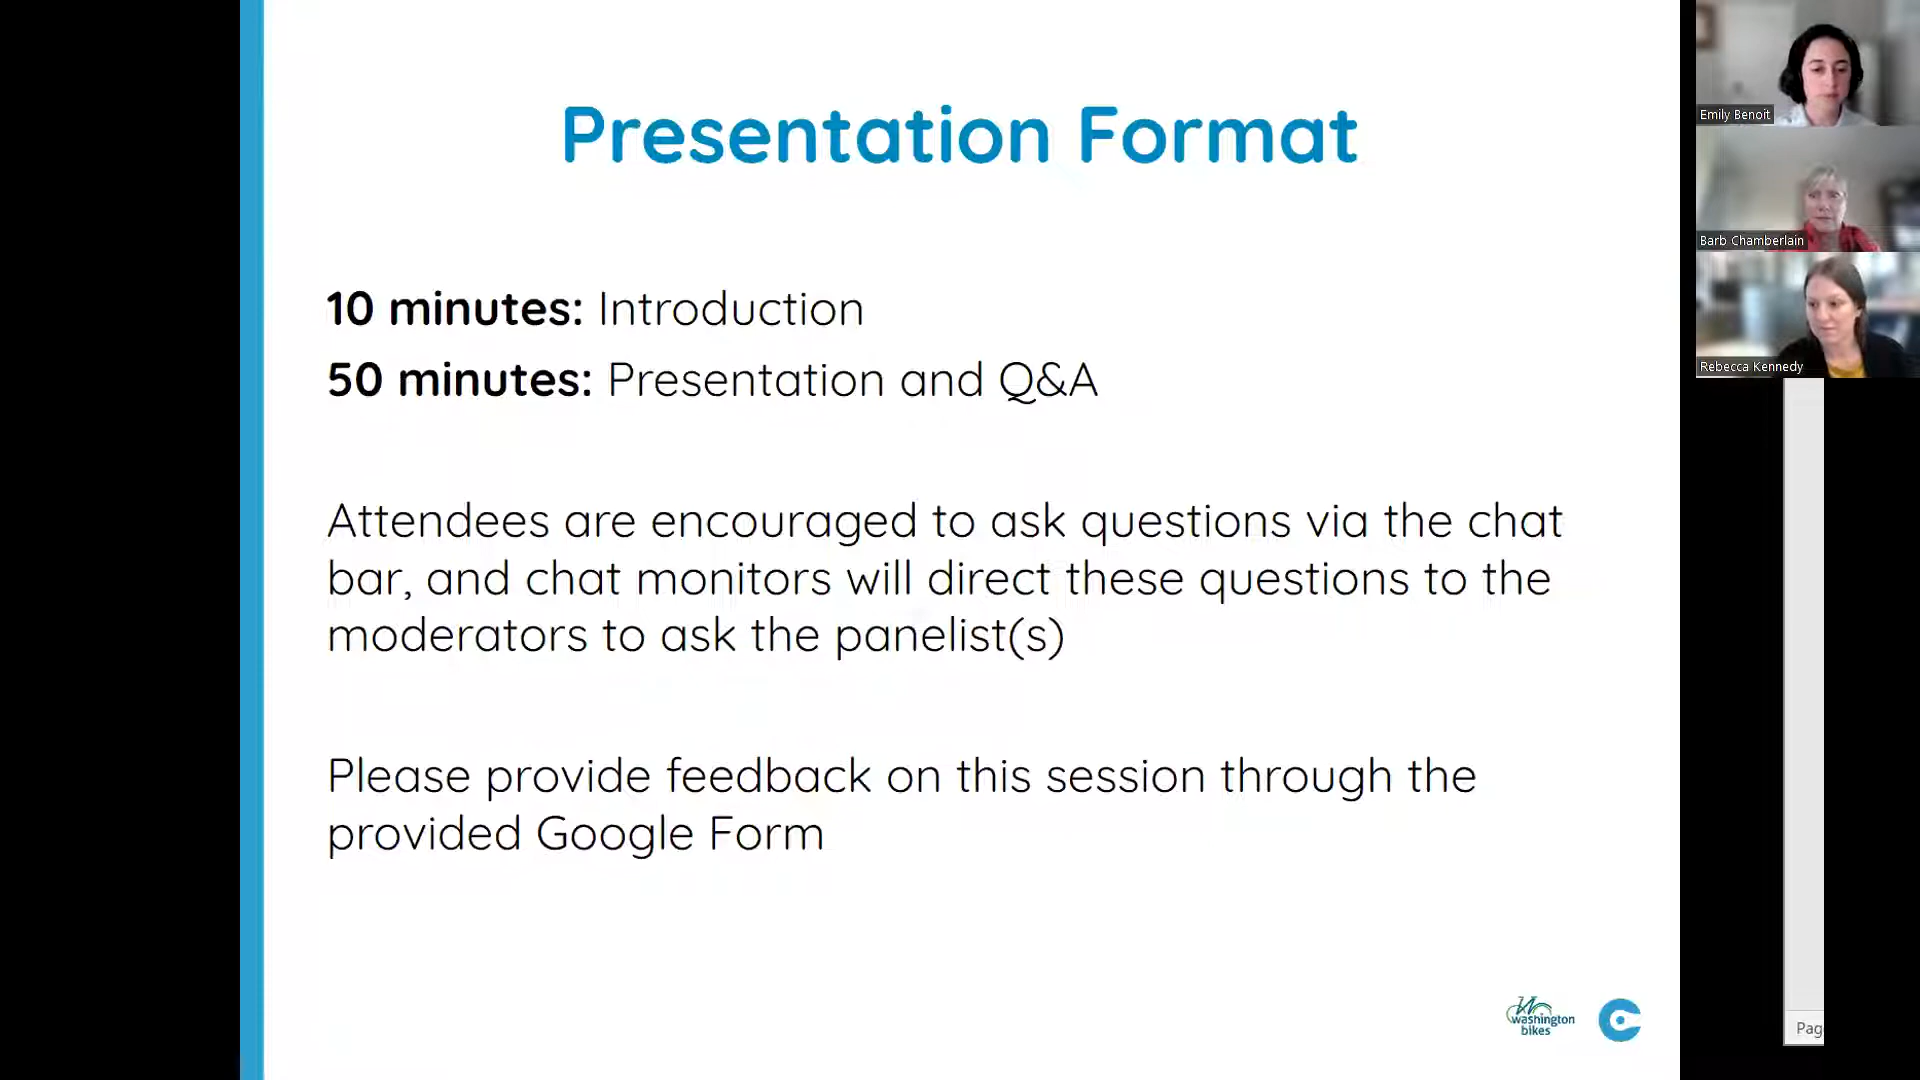 Presentation Format
10 minutes: Introduction
50 minutes: Presentation and Q&A
Attendees are encouraged to ask questions via the chat
bar, and chat monitors will direct these questions to the
moderators to ask the panelist(s)
Please provide feedback on this session through the
provided Google Form
washington
bikes
Emily Benoit
Barb Chamberlain
Rebecca Kennedy
Pag